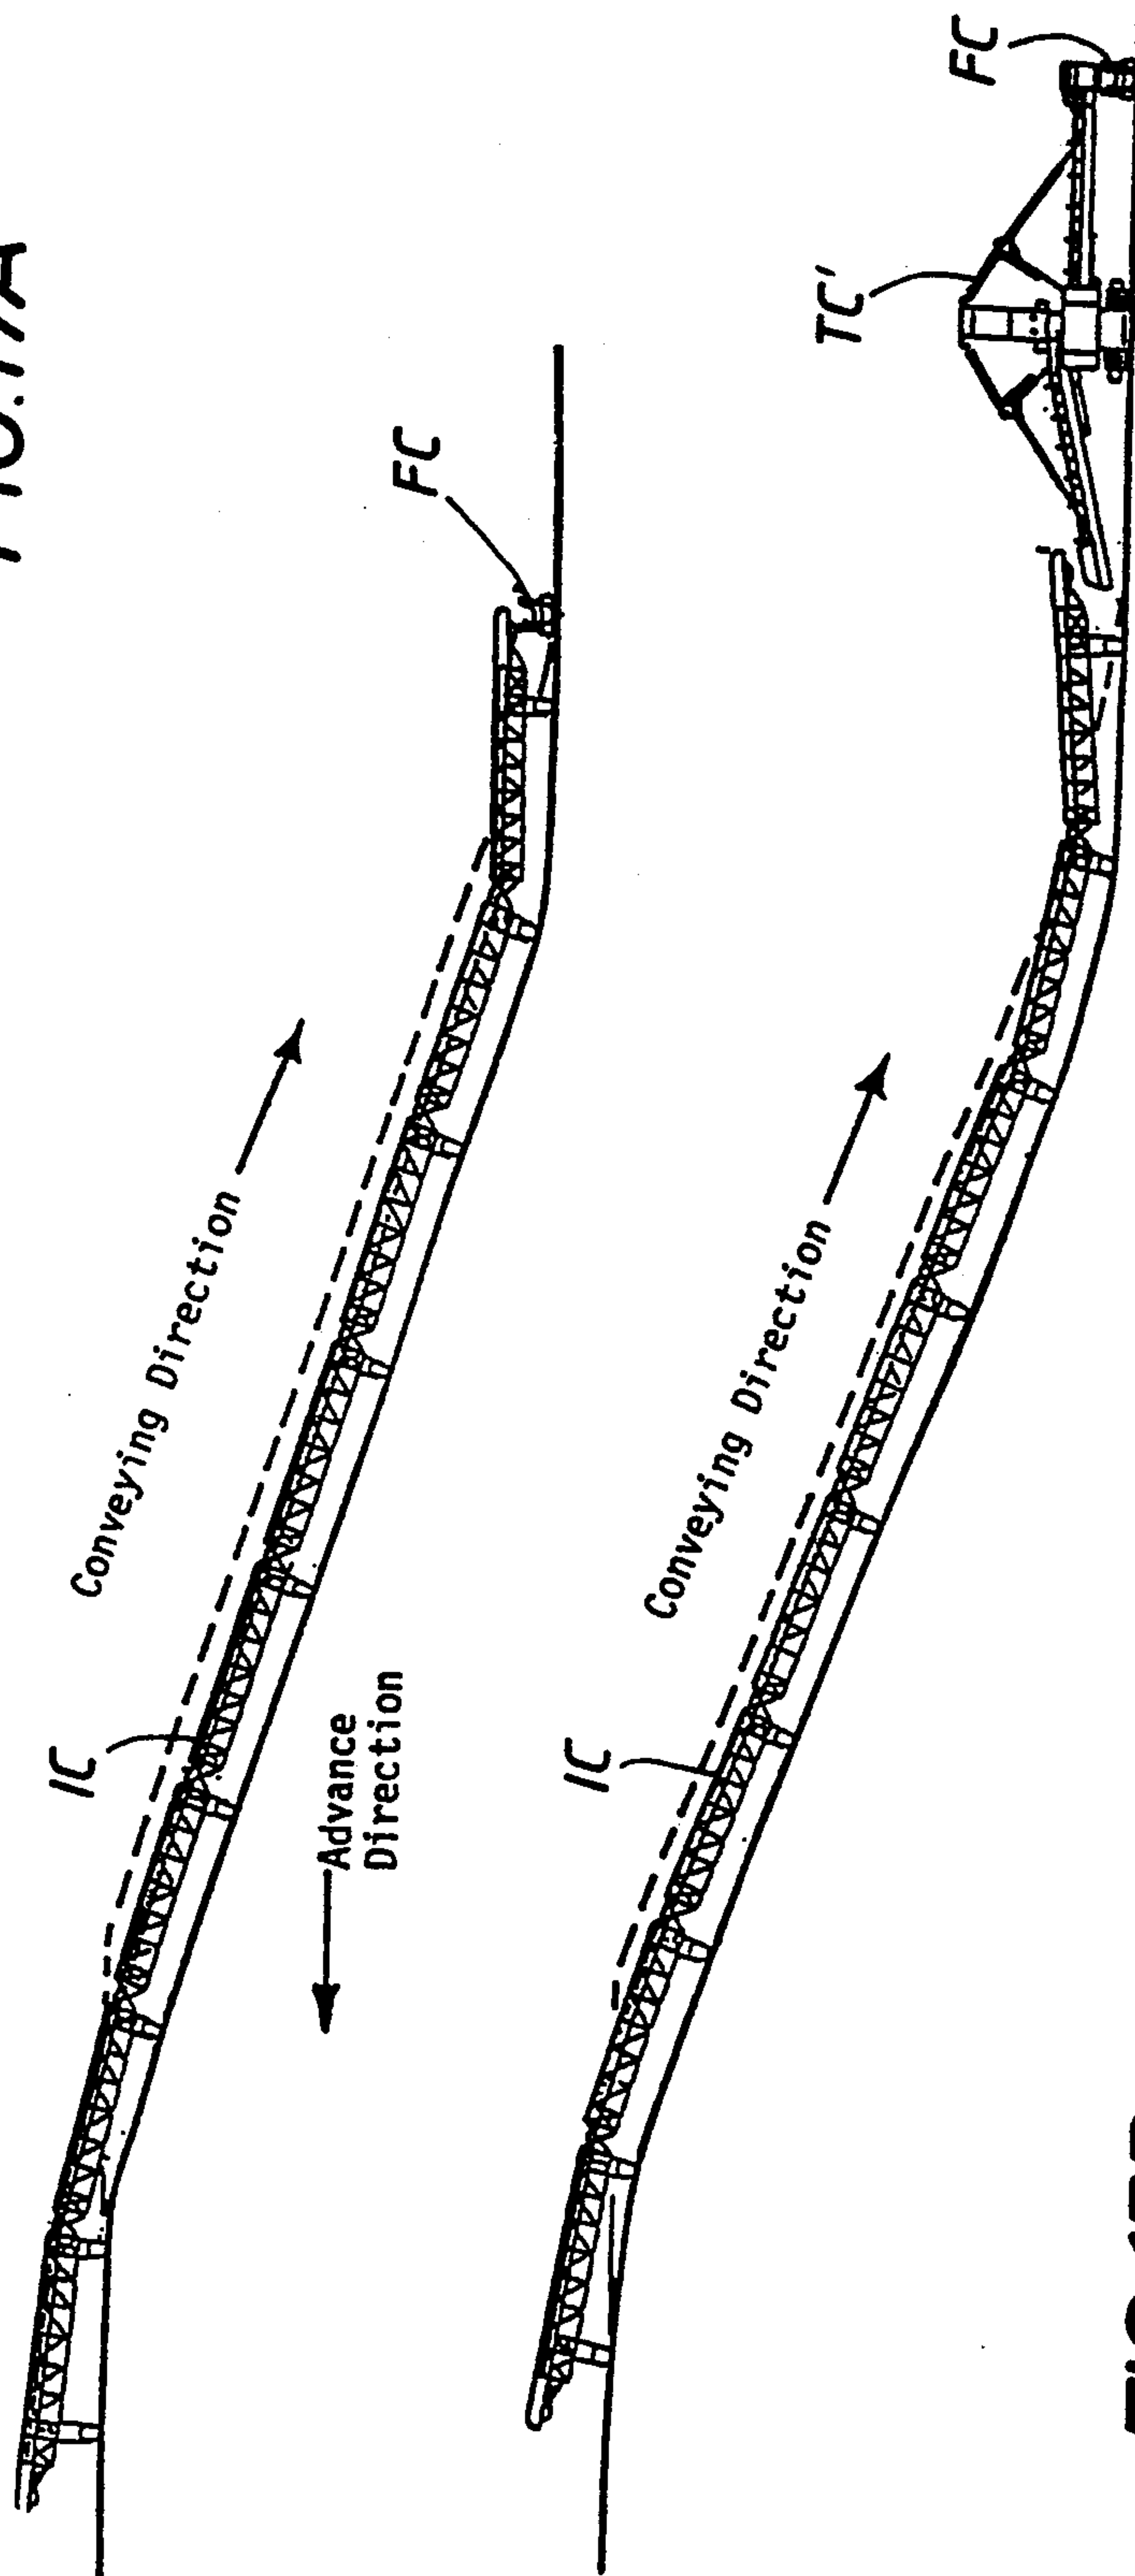 FC
Conveying Direction
IC
Advance
Direction
FC
TC'
Conveying Direction
IC